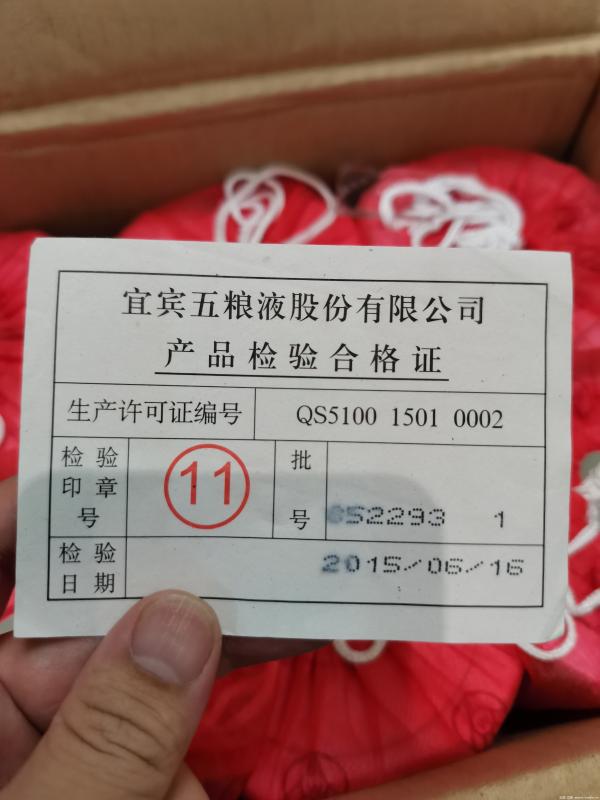 宜宾五粮液股份有限公司
产品检验合格证
生产许可证编号 QS5100 1501 0002
检验印章号 11 批号 652293 1
检验日期 2015/06/16